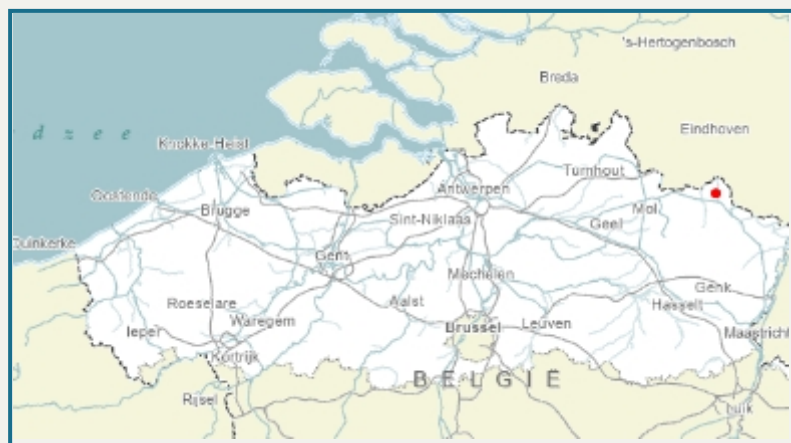 's-Hertogenbosch
Breda
d z e e
Eindhoven
Knokke-Heist
Turnhout
Oostende
Antwerpen
Brugge
Sint-Niklaas
Mol
Geel
Duinkerke
Gent
Mechelen
Genk
Roeselare
Aalst
Hasselt
Ieper
Waregem
Brussel
Leuven
Maastricht
Kortrijk
BELGIË
Rijsel
Luik